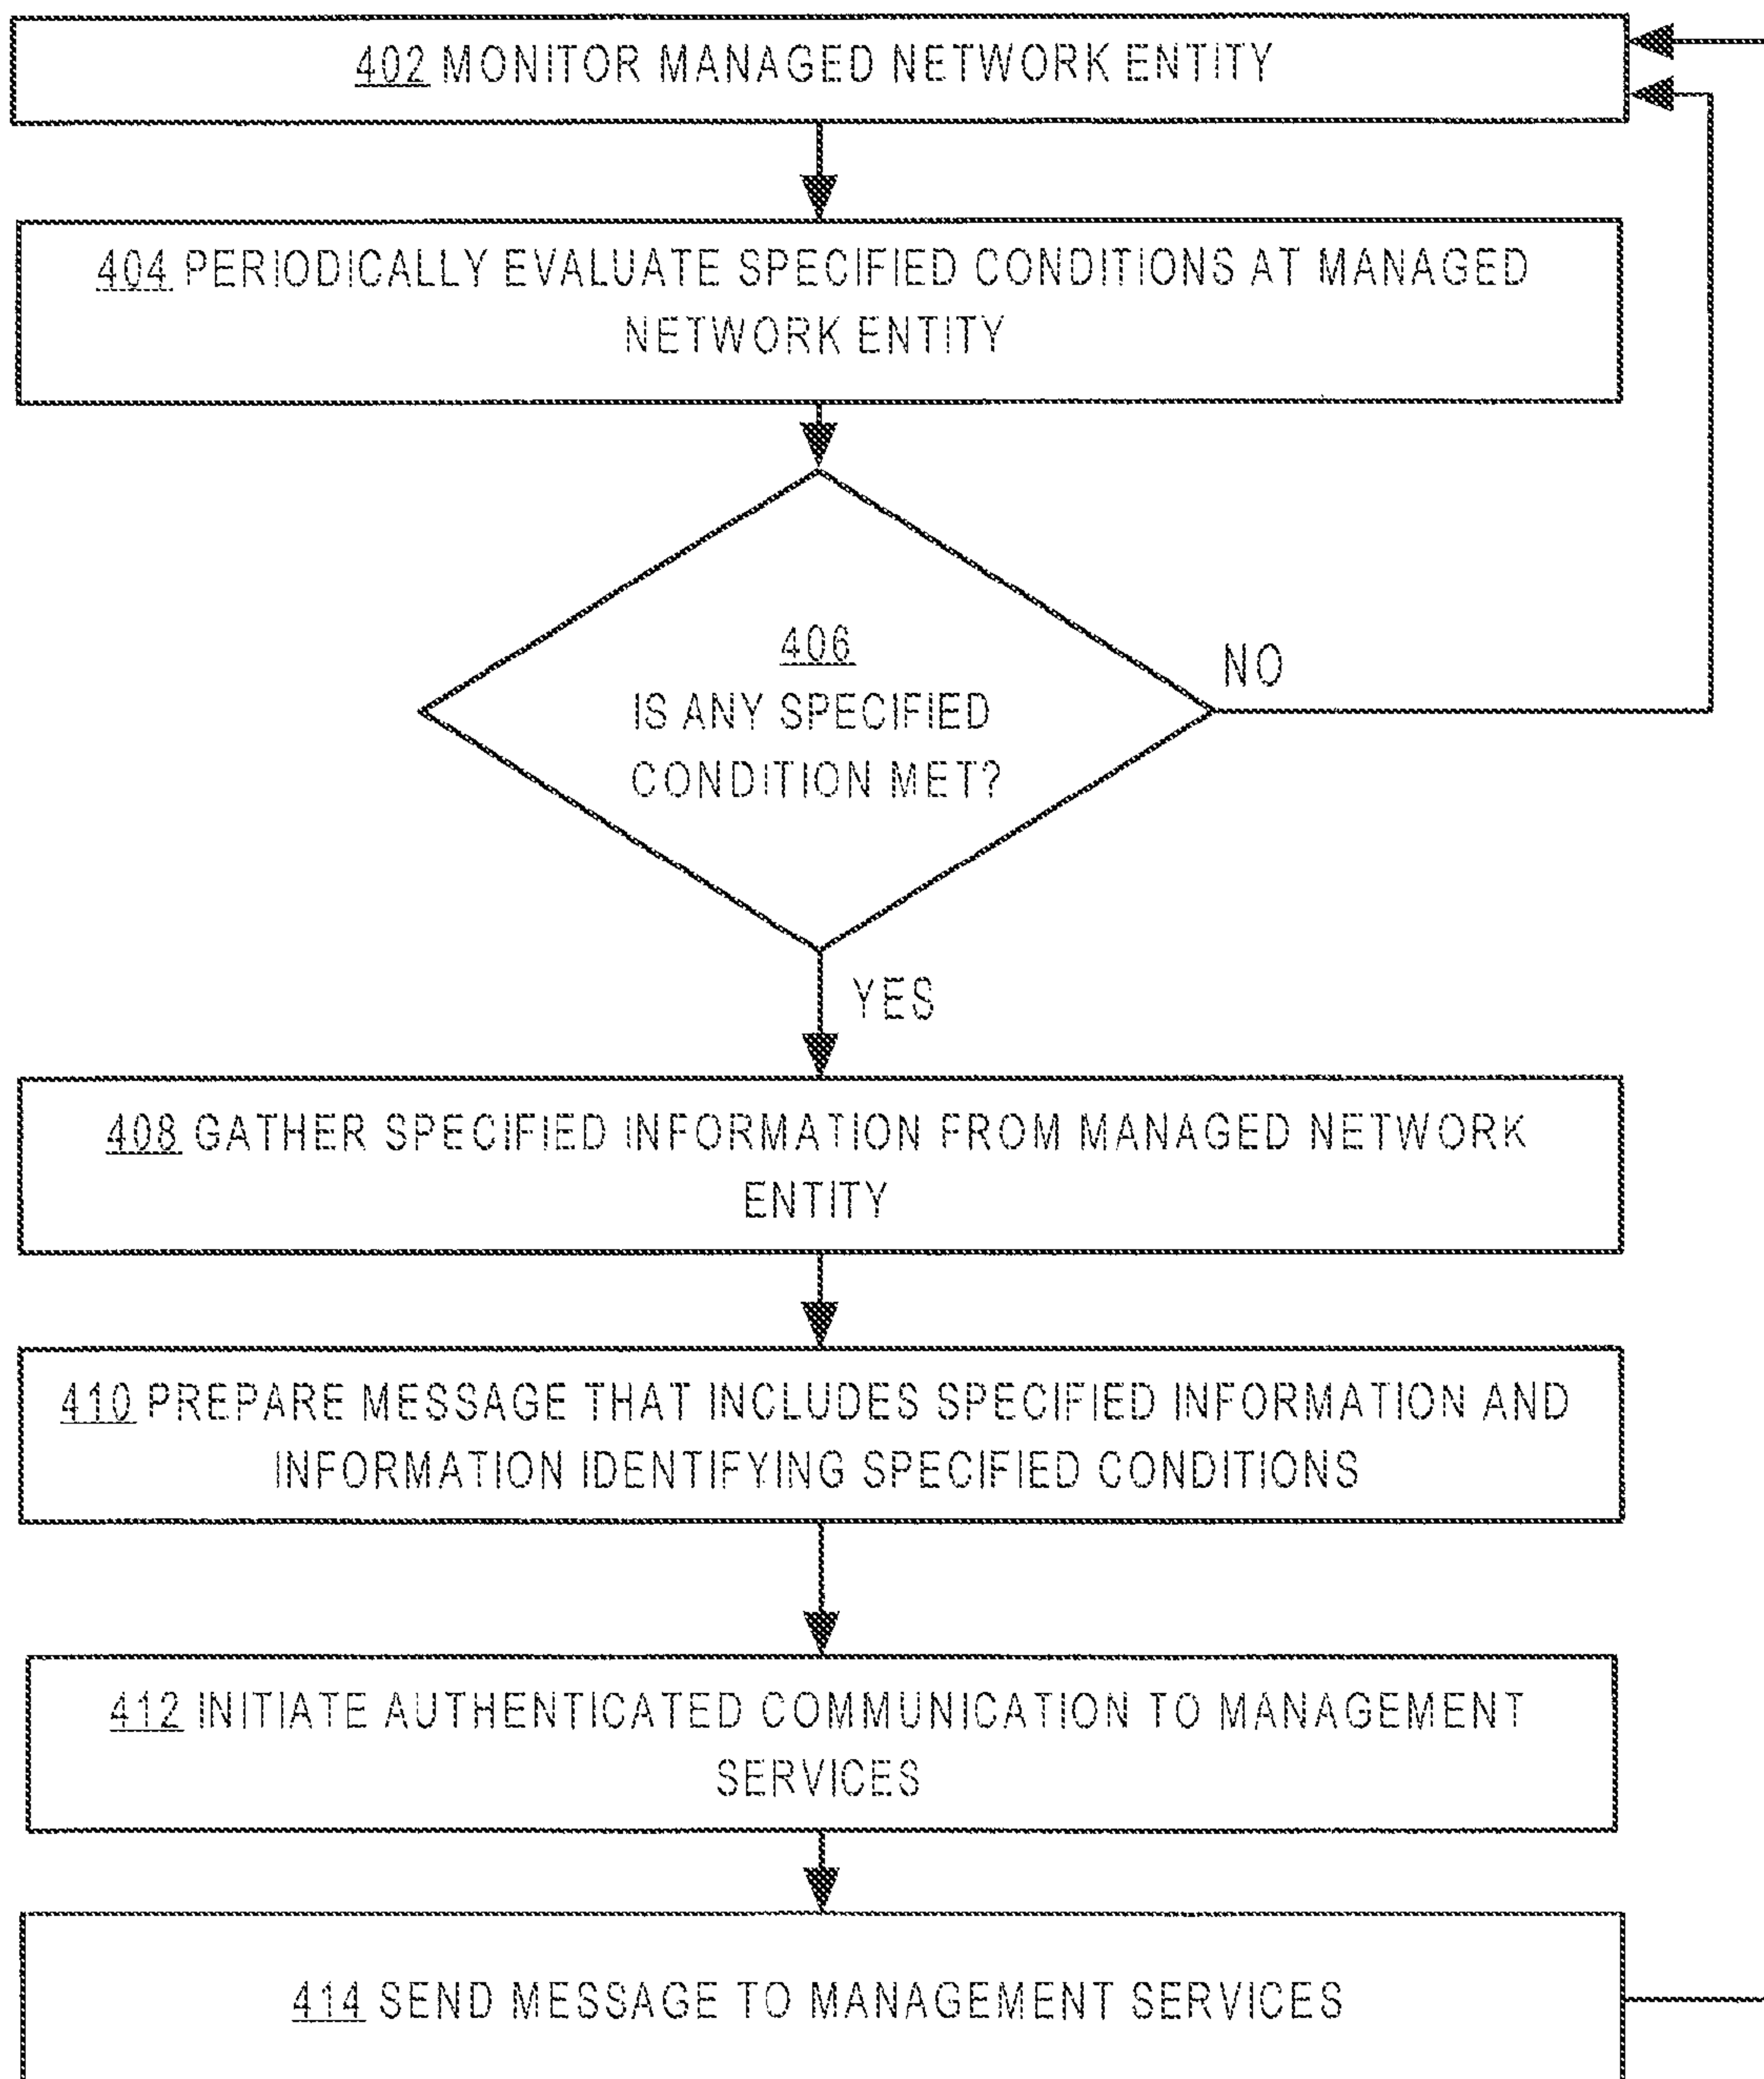 402 MONITOR MANAGED NETWORK ENTITY
404 PERIODICALLY EVALUATE SPECIFIED CONDITIONS AT MANAGED
NETWORK ENTITY
406
IS ANY SPECIFIED
CONDITION MET?
NO
YES
408 GATHER SPECIFIED INFORMATION FROM MANAGED NETWORK
ENTITY
410 PREPARE MESSAGE THAT INCLUDES SPECIFIED INFORMATION AND
INFORMATION IDENTIFYING SPECIFIED CONDITIONS
412 INITIATE AUTHENTICATED COMMUNICATION TO MANAGEMENT
SERVICES
414 SEND MESSAGE TO MANAGEMENT SERVICES